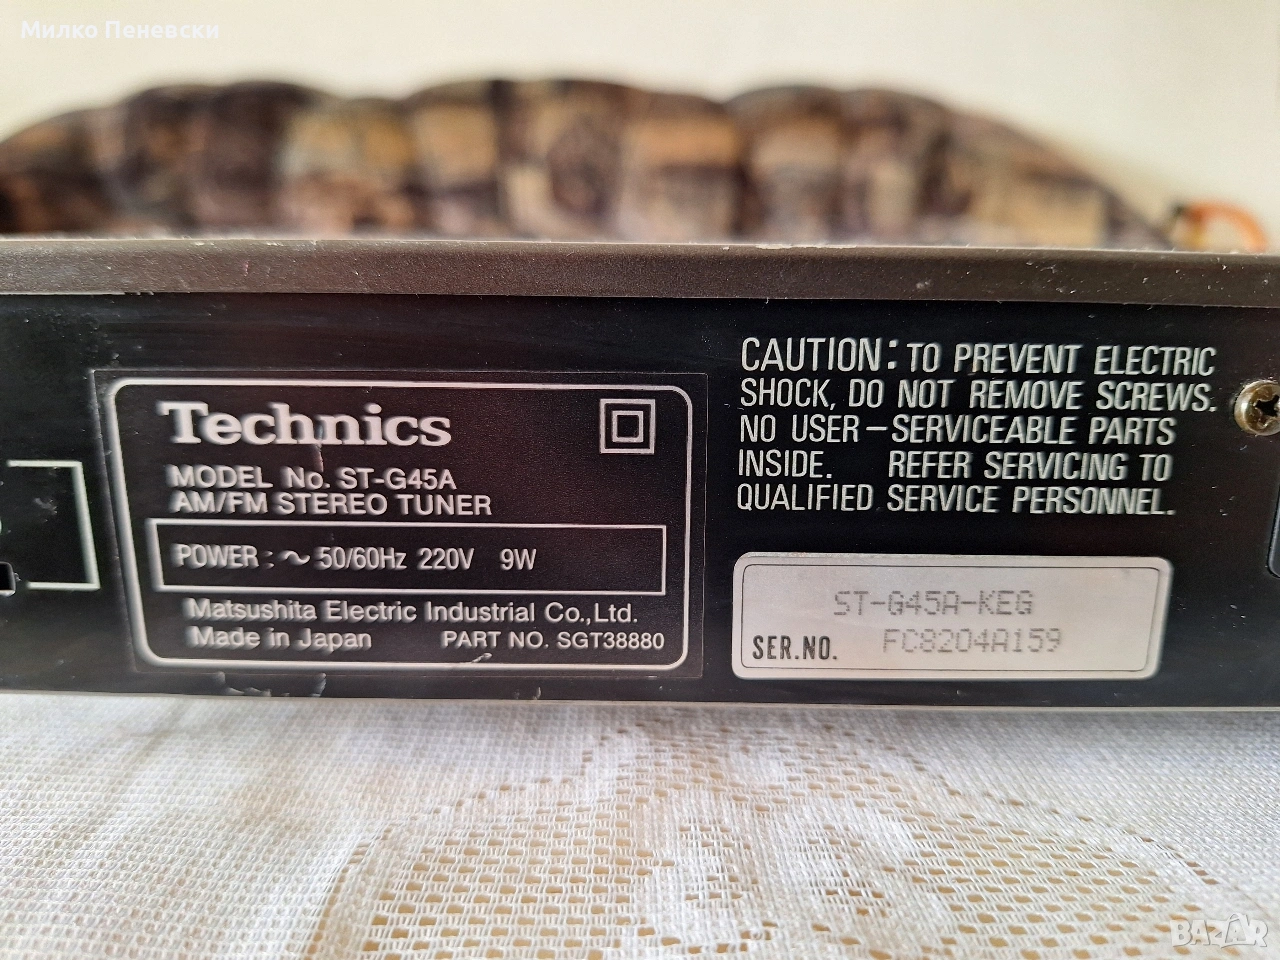 Милко Пеневски
Technics
MODEL No. ST-G45A
AM/FM STEREO TUNER
POWER : ～ 50/60Hz 220V 9W
Matsushita Electric Industrial Co.,Ltd.
Made in Japan PART NO. SGT38880
CAUTION: TO PREVENT ELECTRIC
SHOCK, DO NOT REMOVE SCREWS.
NO USER–SERVICEABLE PARTS
INSIDE. REFER SERVICING TO
QUALIFIED SERVICE PERSONNEL.
ST-G45A-KEG
SER.NO. FC8204A159
BAZAR